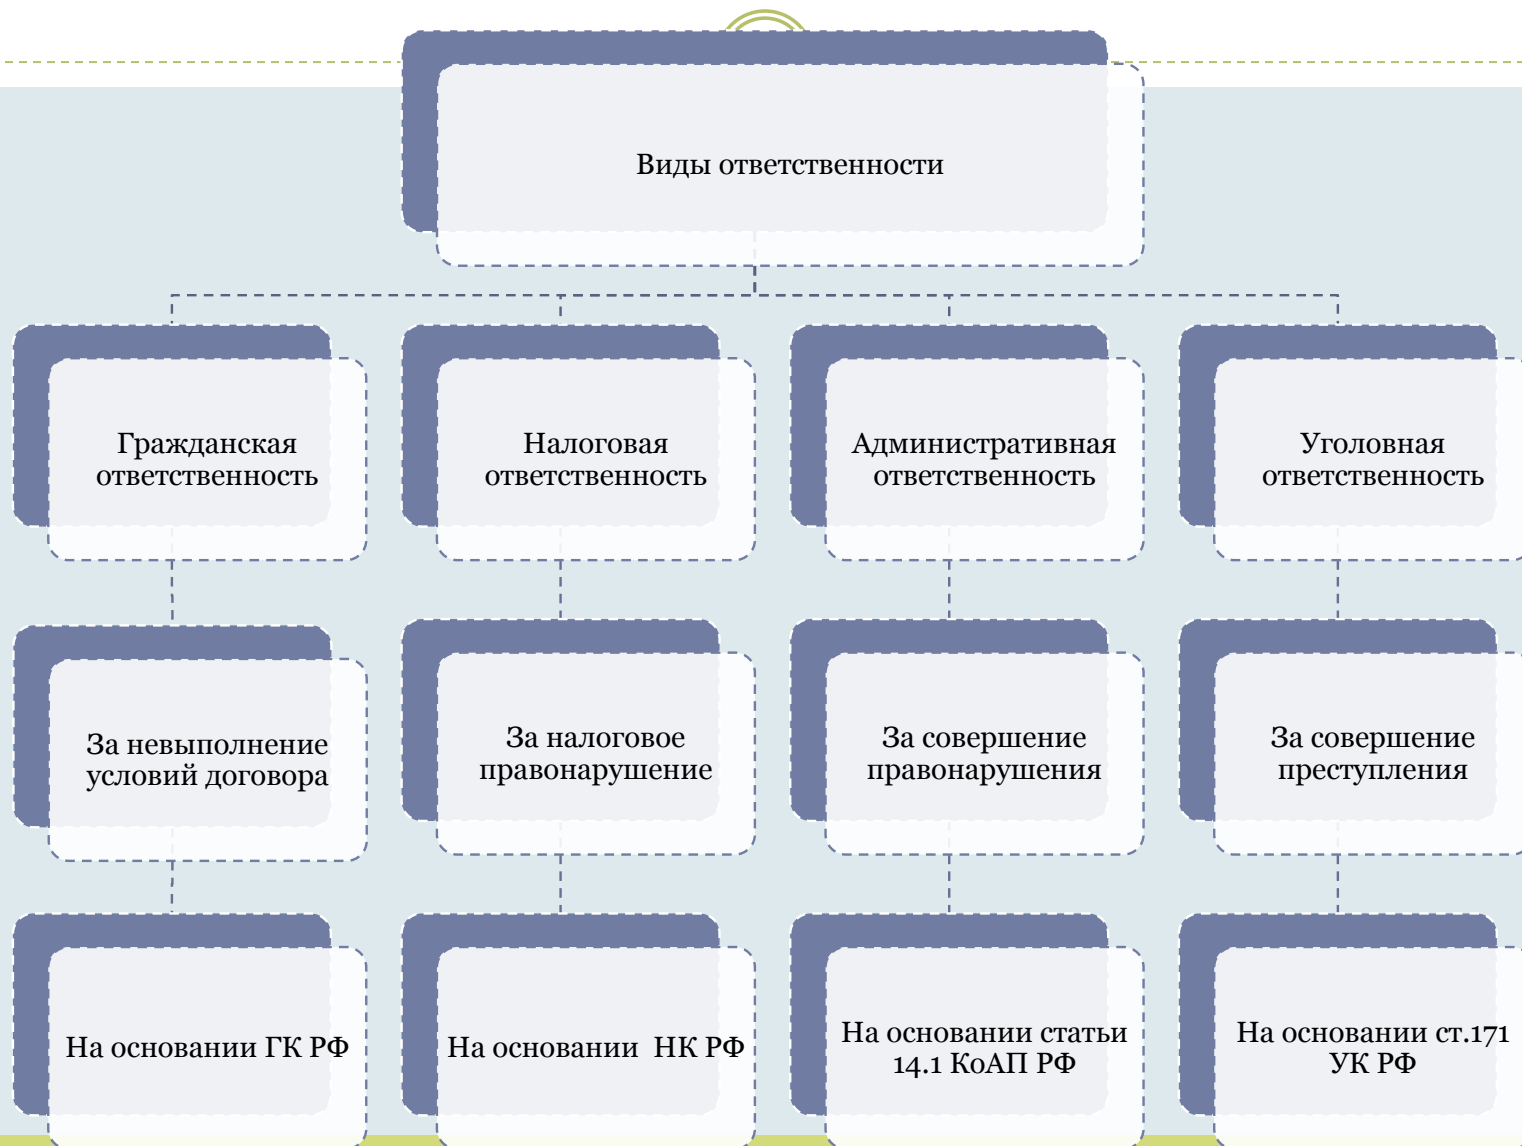 Виды ответственности
Гражданская
ответственность
Налоговая
ответственность
Административная
ответственность
Уголовная
ответственность
За невыполнение
условий договора
За налоговое
правонарушение
За совершение
правонарушения
За совершение
преступления
На основании ГК РФ
На основании  НК РФ
На основании статьи
14.1 КоАП РФ
На основании ст.171
УК РФ